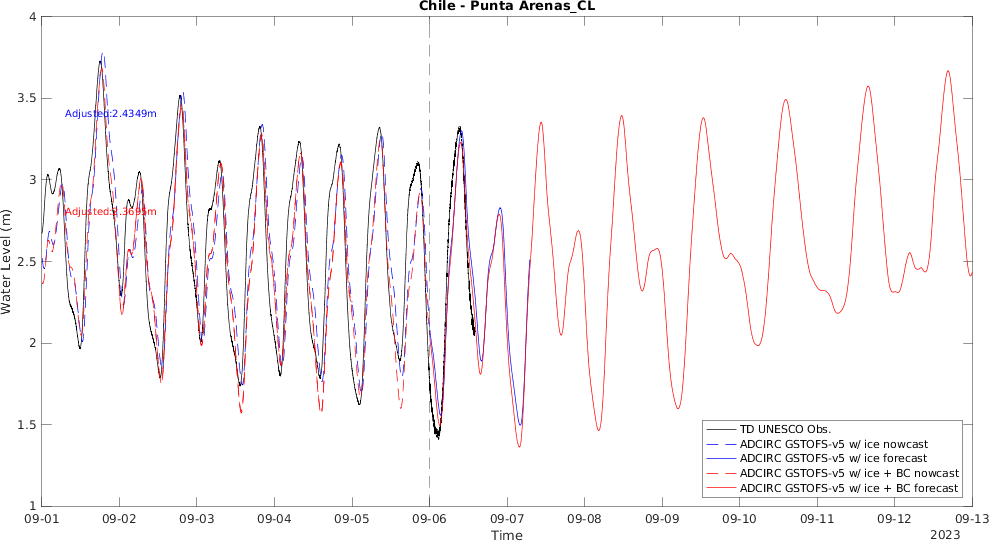 Chile - Punta Arenas_CL
4
3.5
3
2.5
2
1.5
1
Water Level (m)
Adjusted:2.4349m
Adjusted:2.3695m
TD UNESCO Obs.
ADCIRC GSTOFS-v5 w/ ice nowcast
ADCIRC GSTOFS-v5 w/ ice forecast
ADCIRC GSTOFS-v5 w/ ice + BC nowcast
ADCIRC GSTOFS-v5 w/ ice + BC forecast
09-01 09-02 09-03 09-04 09-05 09-06 09-07 09-08 09-09 09-10 09-11 09-12 09-13
Time
2023